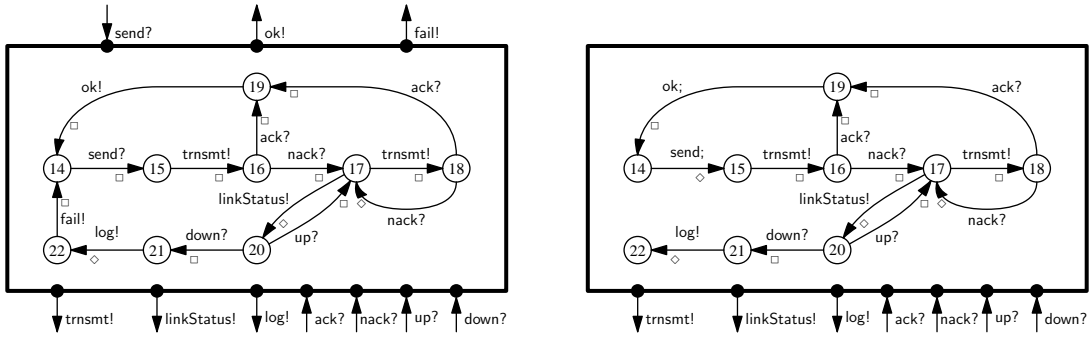 send? ok! fail!
ok! 19 ack? ok; 19 ack?
ack? ack?
send? trnsmt! nack? trnsmt! send; trnsmt! nack? trnsmt!
14 15 16 17 18 14 15 16 17 18
linkStatus! nack? linkStatus! nack?
fail! log! down? up? log! down? up?
22 21 20 22 21 20
trnsmt! linkStatus! log! ack? nack? up? down? trnsmt! linkStatus! log! ack? nack? up? down?